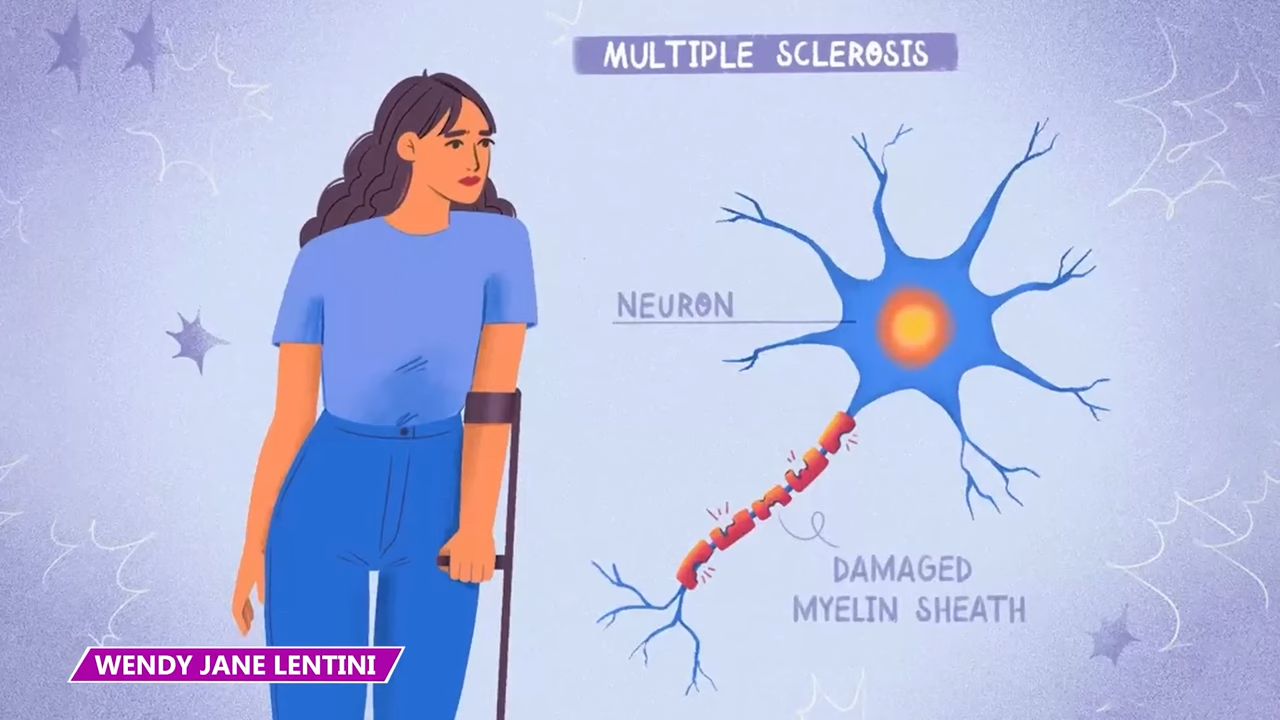 MULTIPLE SCLEROSIS
NEURON
DAMAGED
MYELIN SHEATH
WENDY JANE LENTINI